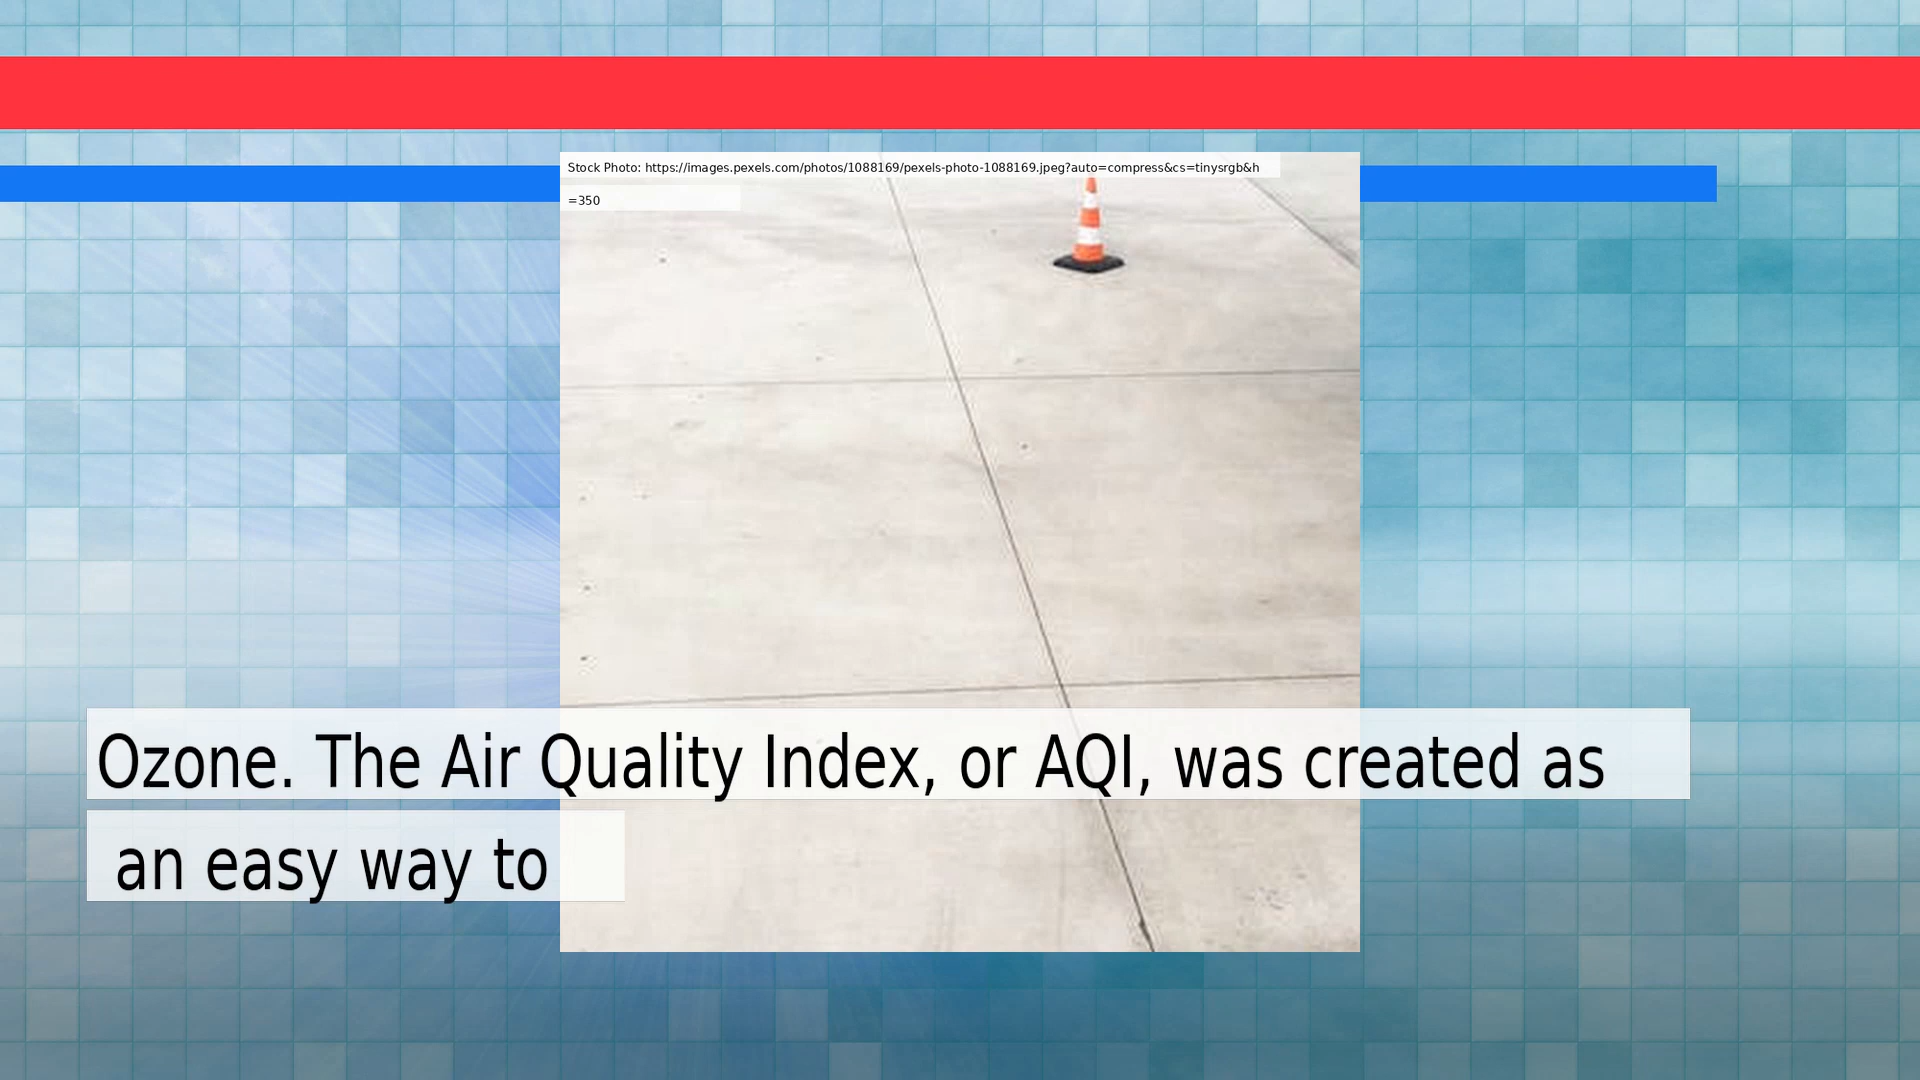 Stock Photo: https://images.pexels.com/photos/1088169/pexels-photo-1088169.jpeg?auto=compress&cs=tinysrgb&h
=350
Ozone. The Air Quality Index, or AQI, was created as
an easy way to